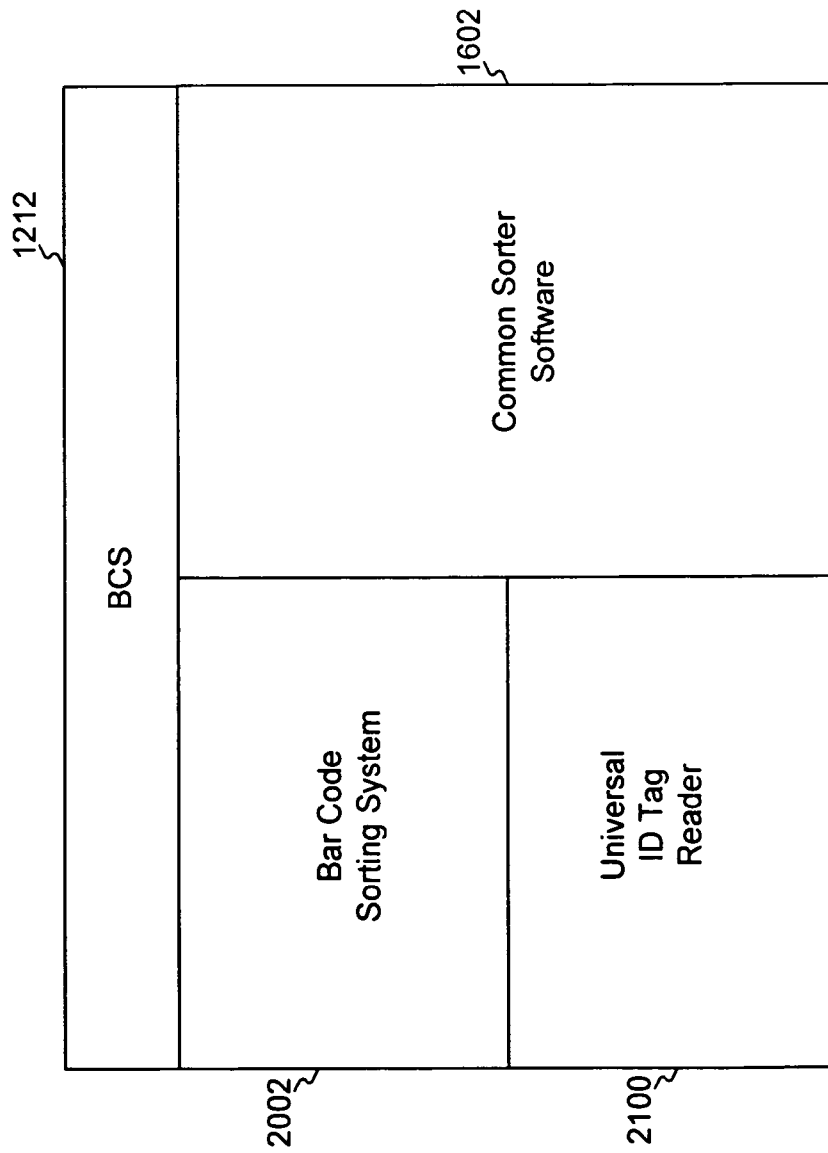 1212
BCS
2002
Bar Code
Sorting System
Common Sorter
Software
1602
2100
Universal
ID Tag
Reader